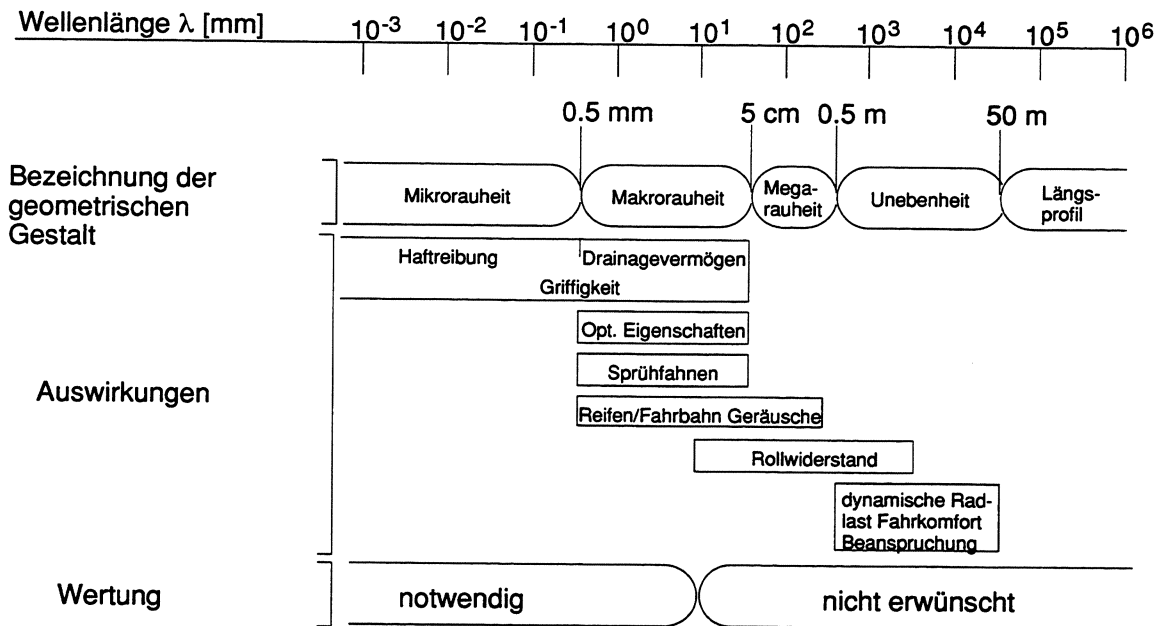 Wellenlänge λ [mm] 10⁻³ 10⁻² 10⁻¹ 10⁰ 10¹ 10² 10³ 10⁴ 10⁵ 10⁶
0.5 mm 5 cm 0.5 m 50 m
Bezeichnung der
geometrischen
Gestalt
Mikrorauheit
Makrorauheit
Mega-
rauheit
Unebenheit
Längs-
profil
Auswirkungen
Haftreibung Drainagevermögen
Griffigkeit
Opt. Eigenschaften
Sprühfahnen
Reifen/Fahrbahn Geräusche
Rollwiderstand
dynamische Rad-
last Fahrkomfort
Beanspruchung
Wertung notwendig nicht erwünscht